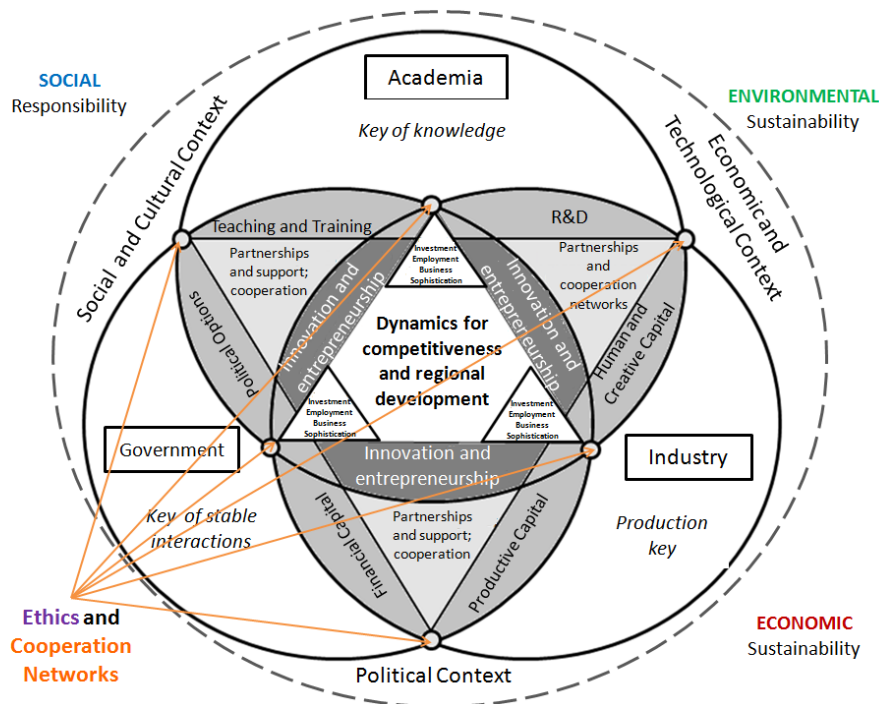 Academia
SOCIAL
Responsibility
ENVIRONMENTAL
Sustainability
Key of knowledge
Social and Cultural Context
Economic and
Technological Context
Teaching and Training
R&D
Partnerships
and support;
cooperation
Investment
Employment
Business
Sophistication
Partnerships
and
cooperation
networks
Innovation and
entrepreneurship
Innovation and
entrepreneurship
Political Options
Human and
Creative Capital
Dynamics for
competitiveness
and regional
development
Investment
Employment
Business
Sophistication
Investment
Employment
Business
Sophistication
Government
Innovation and
entrepreneurship
Industry
Key of stable
interactions
Partnerships
and support;
cooperation
Production
key
Financial Capital
Productive Capital
Ethics and
Cooperation
Networks
ECONOMIC
Sustainability
Political Context